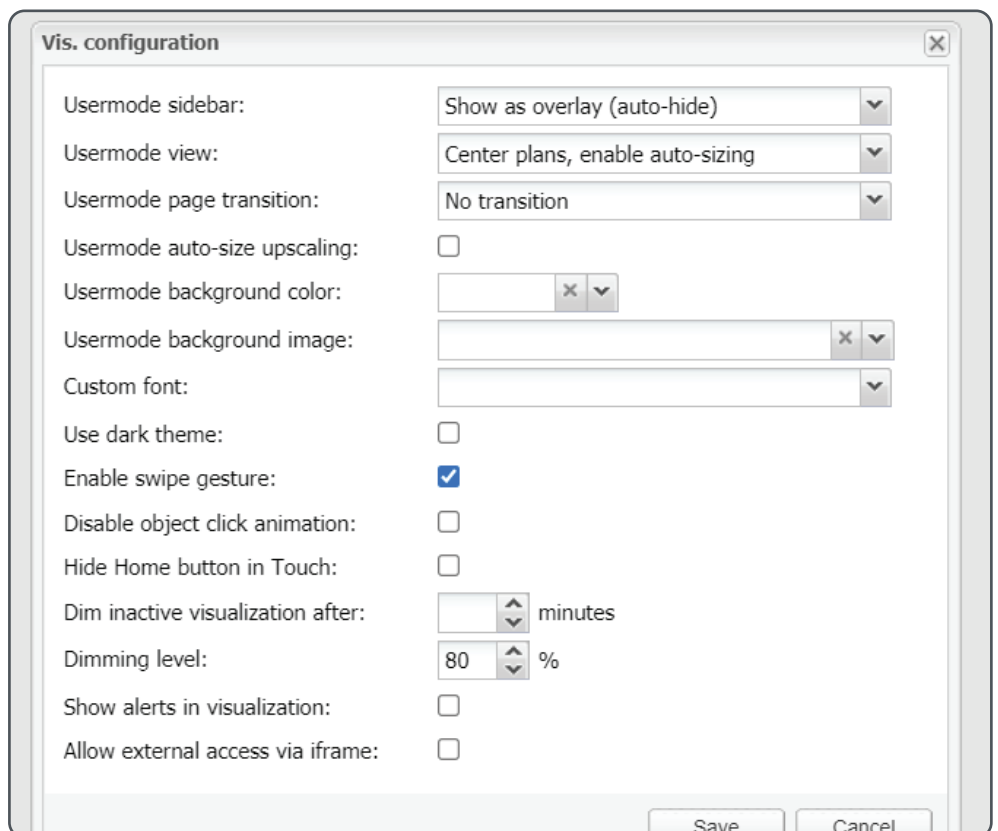 Vis. configuration
Usermode sidebar: Show as overlay (auto-hide)
Usermode view: Center plans, enable auto-sizing
Usermode page transition: No transition
Usermode auto-size upscaling:
Usermode background color:
Usermode background image:
Custom font:
Use dark theme:
Enable swipe gesture:
Disable object click animation:
Hide Home button in Touch:
Dim inactive visualization after: minutes
Dimming level: 80 %
Show alerts in visualization:
Allow external access via iframe:
Save Cancel